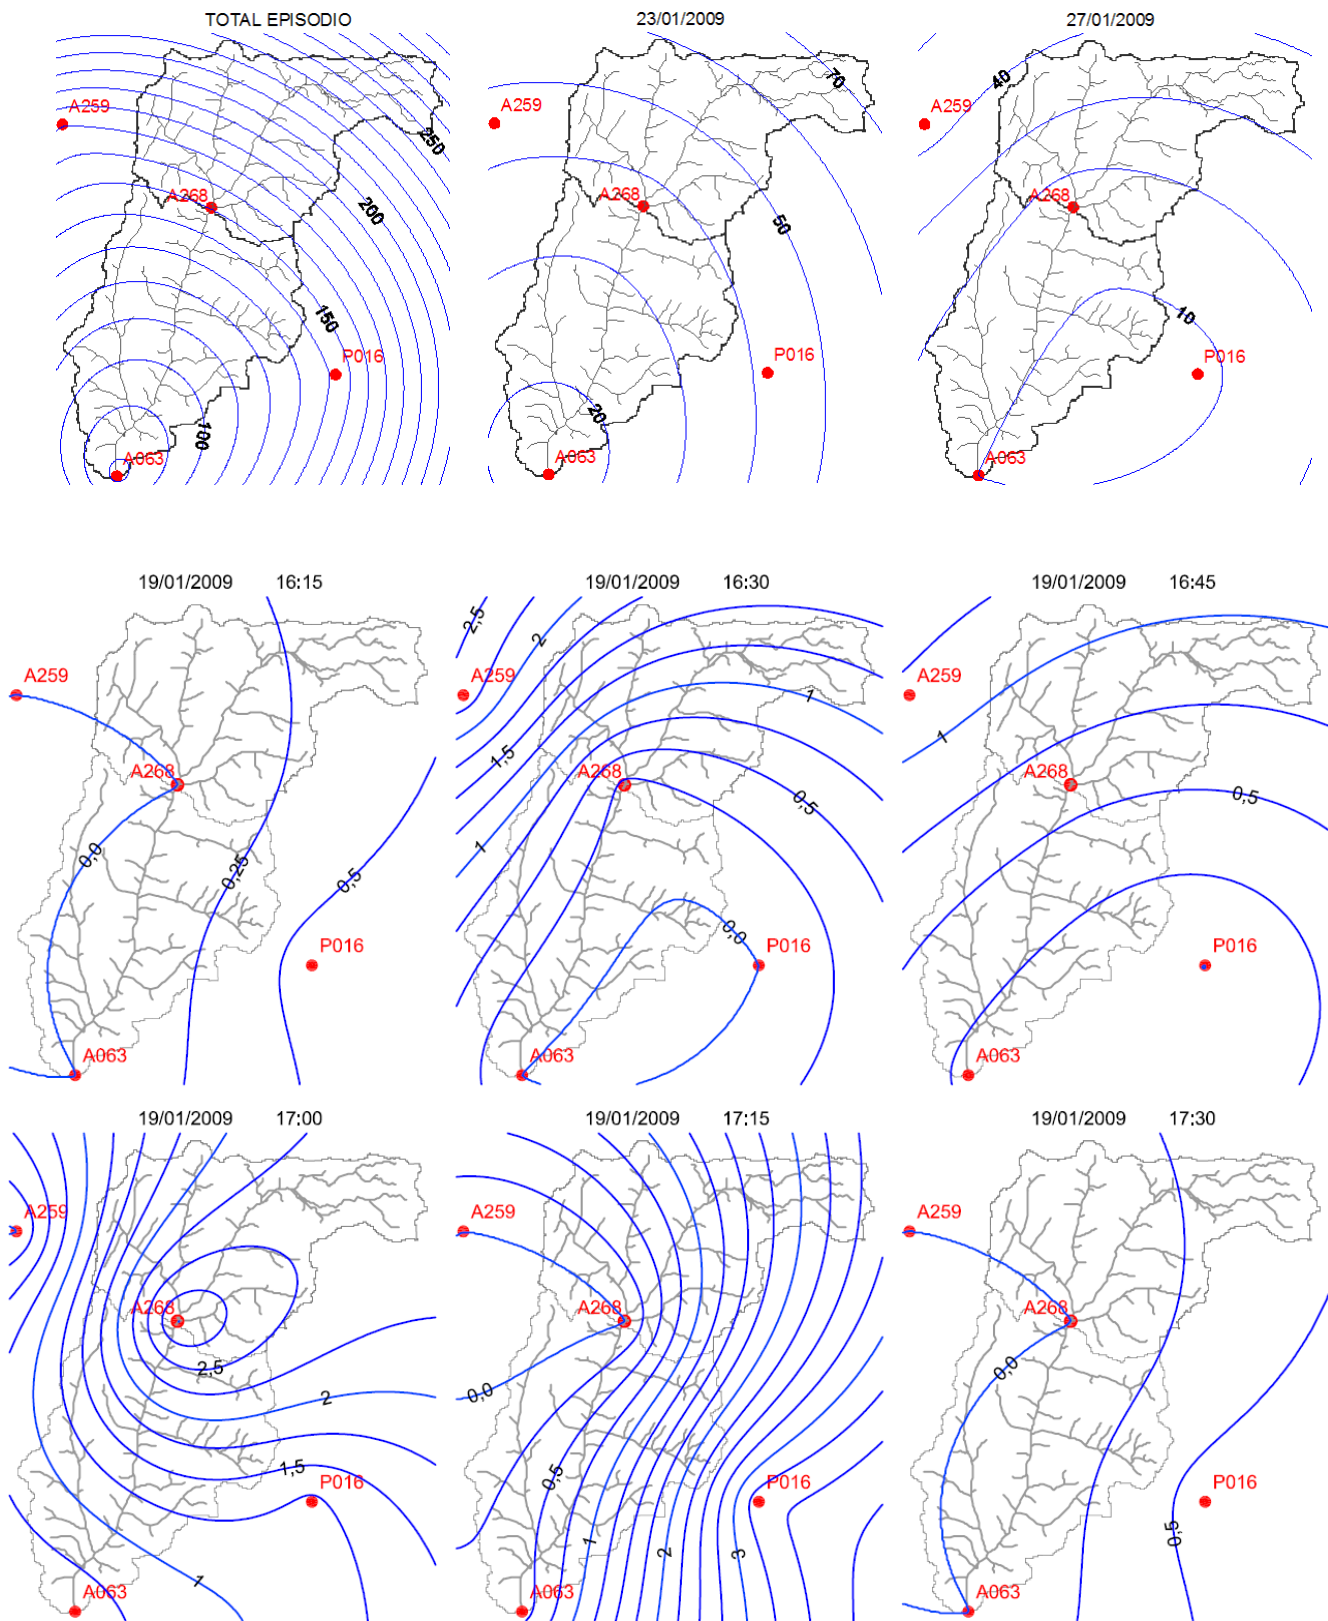 TOTAL EPISODIO
23/01/2009
27/01/2009
A259
250
A268
200
150
P016
100
A063
A259
70
A268
50
P016
20
A063
40
A259
A268
10
P016
A063
19/01/2009 16:15
A259
A268
0,0
0,25
0,5
P016
A063
19/01/2009 16:30
2,5
2
A259
1
1,5
A268
0,5
1
0,0
P016
A063
19/01/2009 16:45
A259
1
A268
0,5
P016
A063
19/01/2009 17:00
A259
A268
2,5
2
1,5
P016
1
A063
19/01/2009 17:15
A259
A268
0,0
0,5
P016
1
2
3
A063
19/01/2009 17:30
A259
A268
0,0
P016
0,5
A063